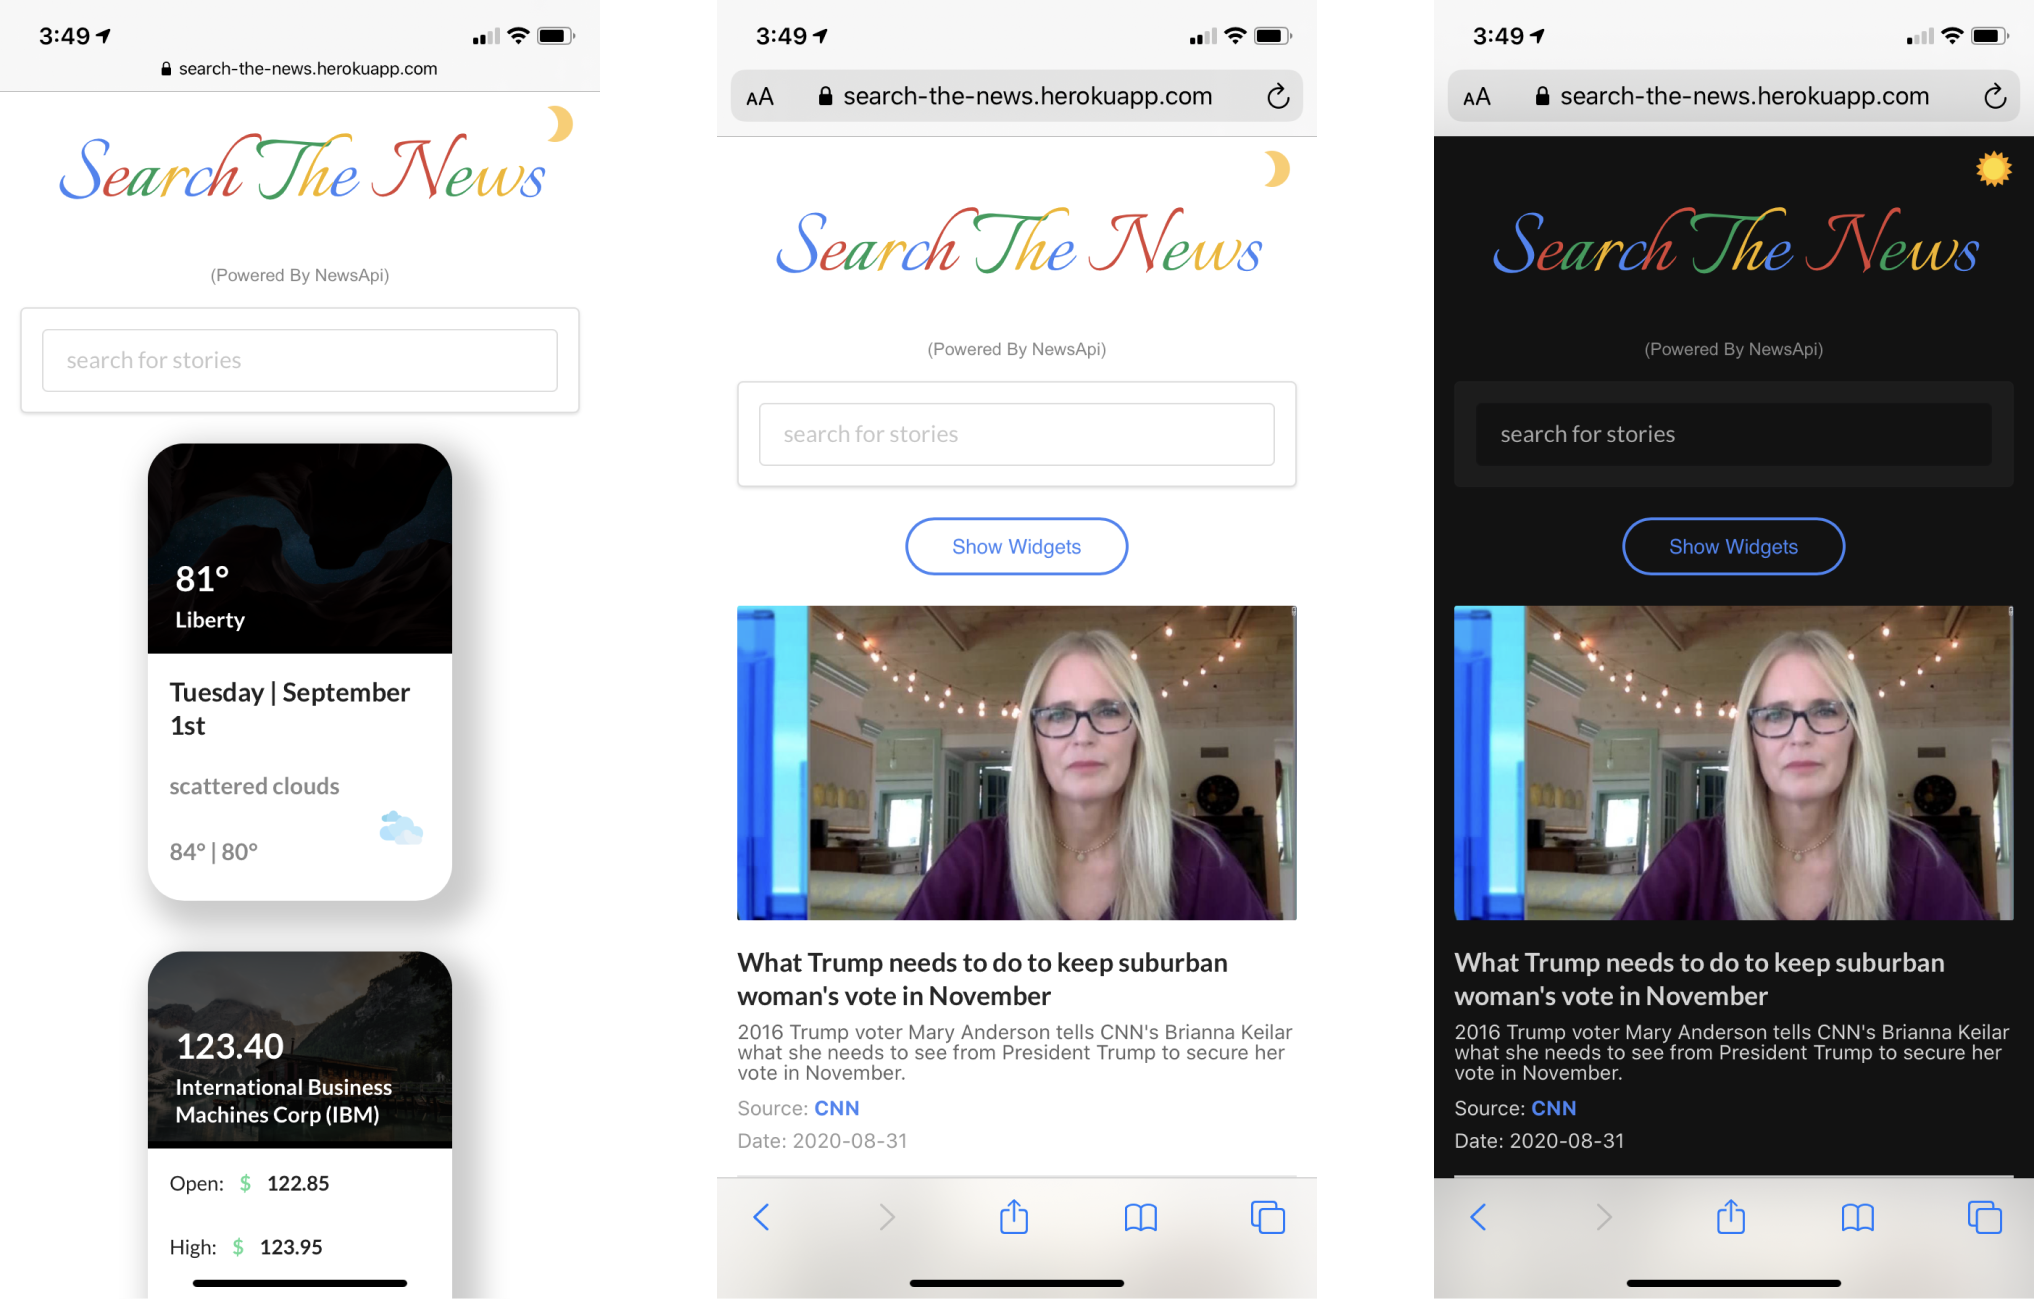 3:49
search-the-news.herokuapp.com
Search The News
(Powered By NewsApi)
search for stories
81°
Liberty
Tuesday | September
1st
scattered clouds
84° | 80°
123.40
International Business
Machines Corp (IBM)
Open: $ 122.85
High: $ 123.95
3:49
AA search-the-news.herokuapp.com
Search The News
(Powered By NewsApi)
search for stories
Show Widgets
What Trump needs to do to keep suburban
woman's vote in November
2016 Trump voter Mary Anderson tells CNN's Brianna Keilar
what she needs to see from President Trump to secure her
vote in November.
Source: CNN
Date: 2020-08-31
3:49
AA search-the-news.herokuapp.com
Search The News
(Powered By NewsApi)
search for stories
Show Widgets
What Trump needs to do to keep suburban
woman's vote in November
2016 Trump voter Mary Anderson tells CNN's Brianna Keilar
what she needs to see from President Trump to secure her
vote in November.
Source: CNN
Date: 2020-08-31